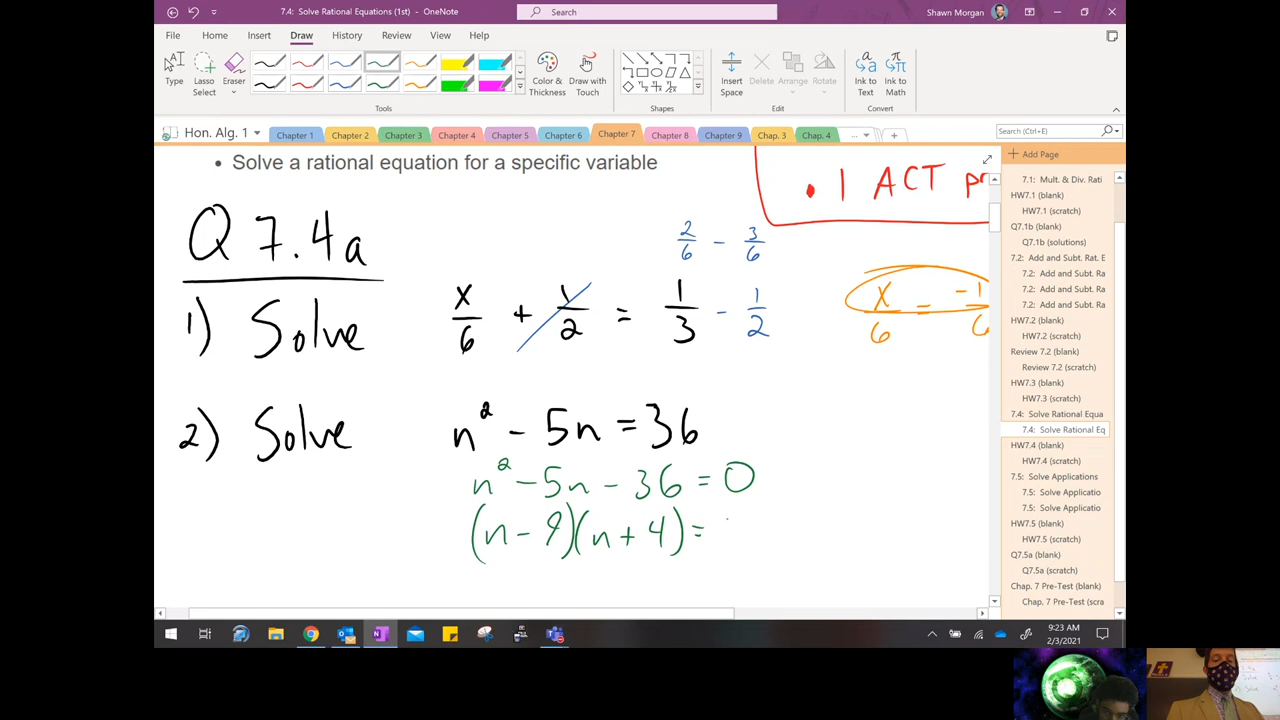 7.4: Solve Rational Equations (1st) - OneNote
Search
Shawn Morgan
File Home Insert Draw History Review View Help
Type
Lasso Select
Eraser
Color & Thickness
Draw with Touch
Insert Space
Delete
Arrange
Rotate
Ink to Text
Ink to Math
Tools
Shapes
Edit
Convert
Hon. Alg. 1
Chapter 1 Chapter 2 Chapter 3 Chapter 4 Chapter 5 Chapter 6 Chapter 7 Chapter 8 Chapter 9 Chap. 3 Chap. 4 ...
Search (Ctrl+E)
• Solve a rational equation for a specific variable
• 1 ACT pr
Q 7.4a
2/6 - 3/6
1) Solve x/6 + 1/2 = 1/3 - 1/2
x/6 = -1/6
2) Solve n² - 5n = 36
n² - 5n - 36 = 0
(n - 9)(n + 4) =
Add Page
7.1: Mult. & Div. Rati
HW7.1 (blank)
HW7.1 (scratch)
Q7.1b (blank)
Q7.1b (solutions)
7.2: Add and Subt. Rat. E
7.2: Add and Subt. Ra
7.2: Add and Subt. Ra
7.2: Add and Subt. Ra
HW7.2 (blank)
HW7.2 (scratch)
Review 7.2 (blank)
Review 7.2 (scratch)
HW7.3 (blank)
HW7.3 (scratch)
7.4: Solve Rational Equa
7.4: Solve Rational Eq
HW7.4 (blank)
HW7.4 (scratch)
7.5: Solve Applications
7.5: Solve Applicatio
7.5: Solve Applicatio
HW7.5 (blank)
HW7.5 (scratch)
Q7.5a (blank)
Q7.5a (scratch)
Chap. 7 Pre-Test (blank)
Chap. 7 Pre-Test (scra
9:23 AM
2/3/2021